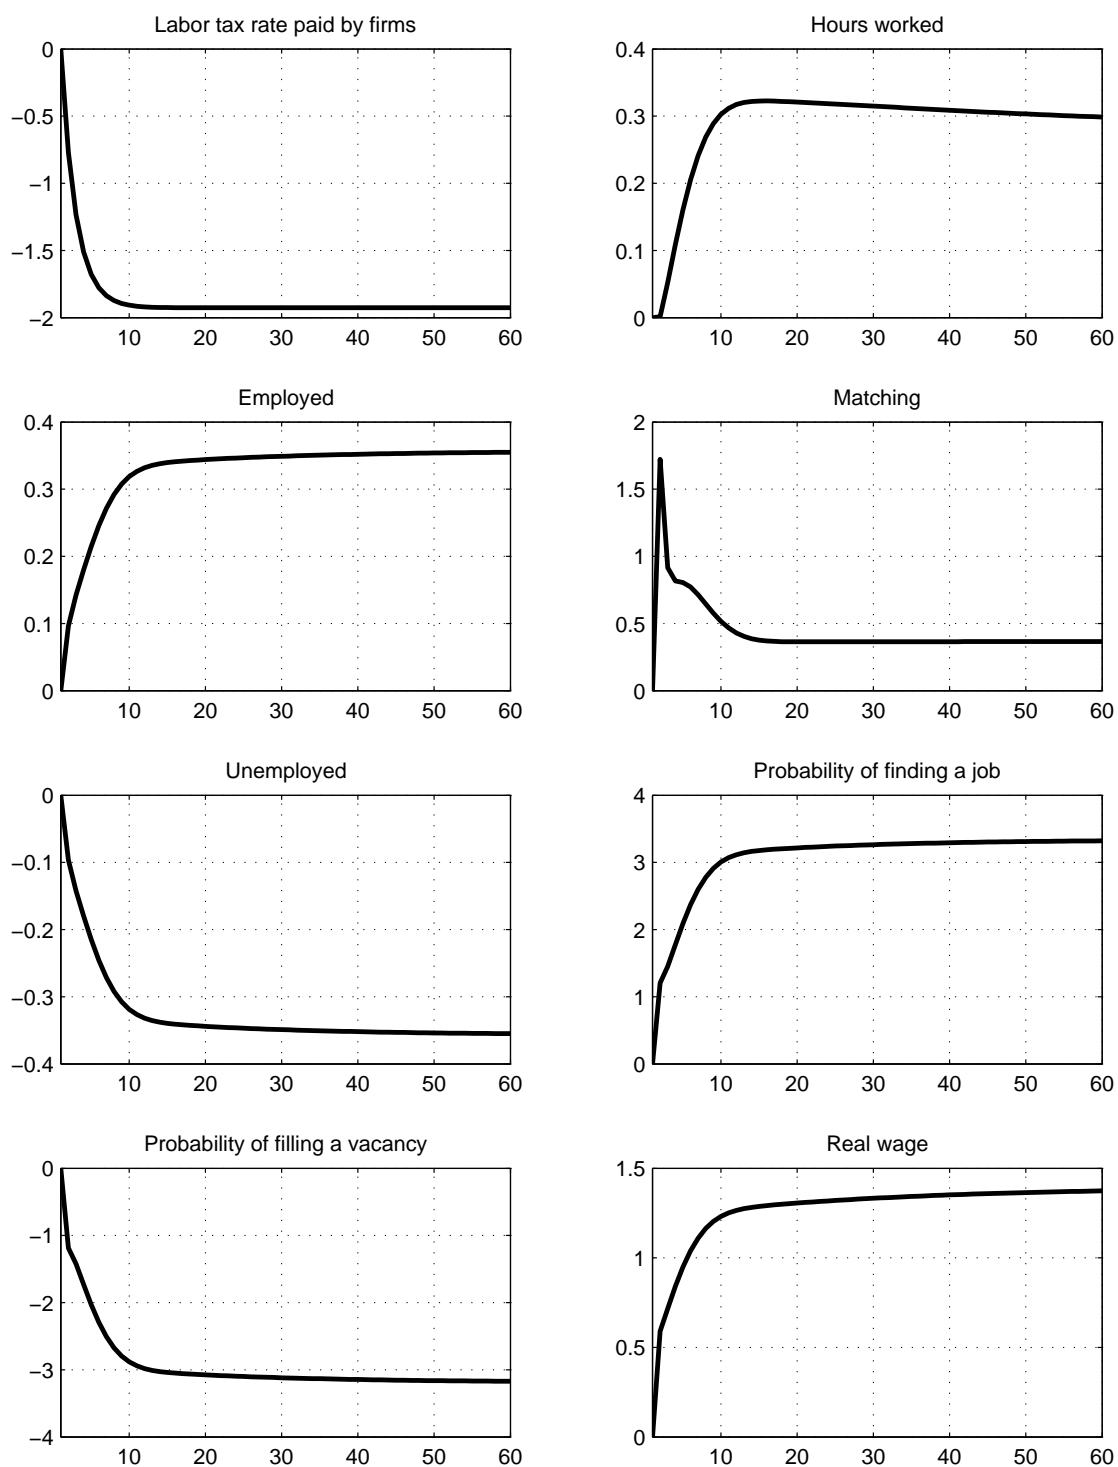 Labor tax rate paid by firms
0
−0.5
−1
−1.5
−2
10 20 30 40 50 60
Hours worked
0.4
0.3
0.2
0.1
0
10 20 30 40 50 60
Employed
0.4
0.3
0.2
0.1
0
10 20 30 40 50 60
Matching
2
1.5
1
0.5
0
10 20 30 40 50 60
Unemployed
0
−0.1
−0.2
−0.3
−0.4
10 20 30 40 50 60
Probability of finding a job
4
3
2
1
0
10 20 30 40 50 60
Probability of filling a vacancy
0
−1
−2
−3
−4
10 20 30 40 50 60
Real wage
1.5
1
0.5
0
10 20 30 40 50 60